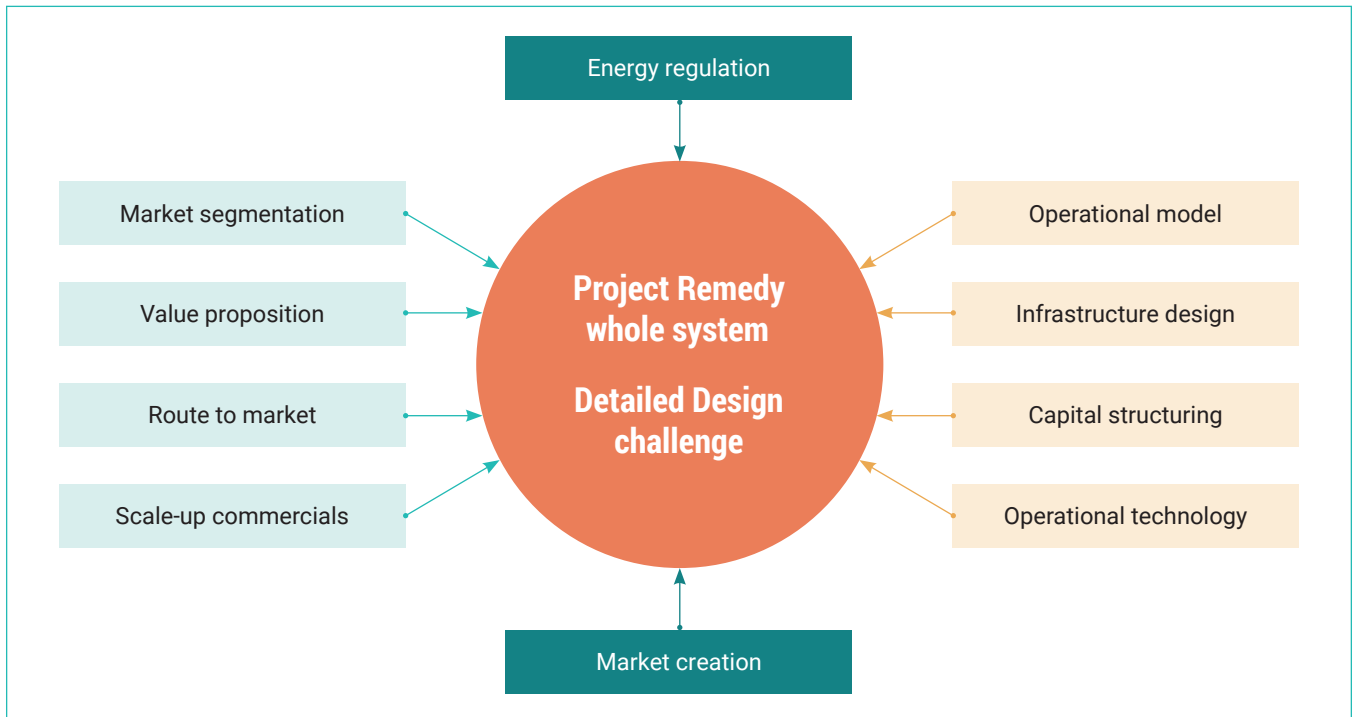 Energy regulation
Market segmentation
Value proposition
Route to market
Scale-up commercials
Project Remedy
whole system
Detailed Design
challenge
Operational model
Infrastructure design
Capital structuring
Operational technology
Market creation